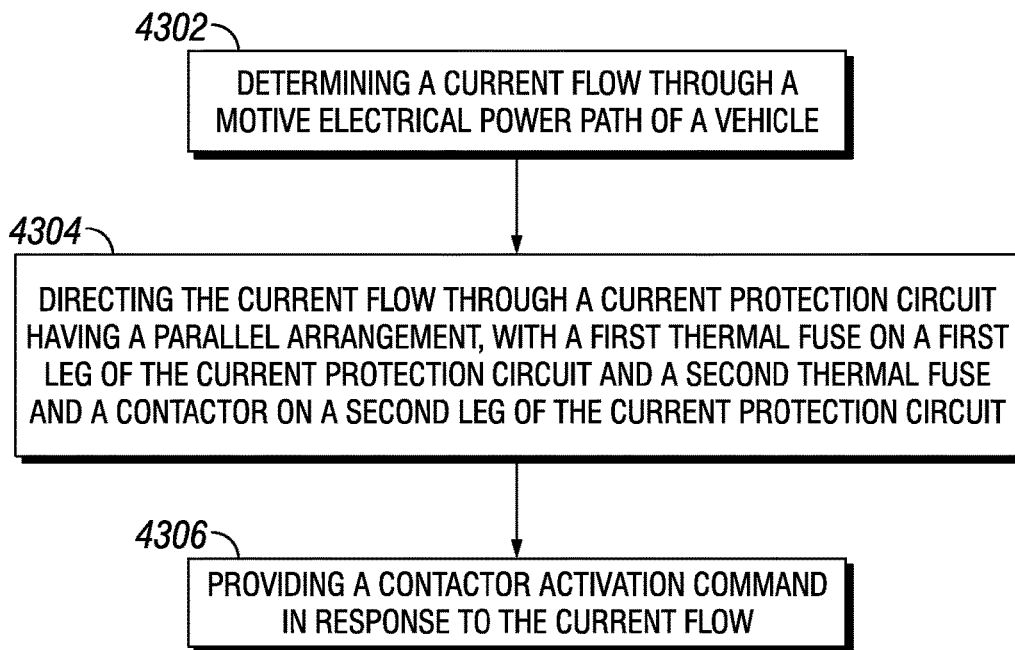 4302
DETERMINING A CURRENT FLOW THROUGH A
MOTIVE ELECTRICAL POWER PATH OF A VEHICLE
4304
DIRECTING THE CURRENT FLOW THROUGH A CURRENT PROTECTION CIRCUIT
HAVING A PARALLEL ARRANGEMENT, WITH A FIRST THERMAL FUSE ON A FIRST
LEG OF THE CURRENT PROTECTION CIRCUIT AND A SECOND THERMAL FUSE
AND A CONTACTOR ON A SECOND LEG OF THE CURRENT PROTECTION CIRCUIT
4306
PROVIDING A CONTACTOR ACTIVATION COMMAND
IN RESPONSE TO THE CURRENT FLOW